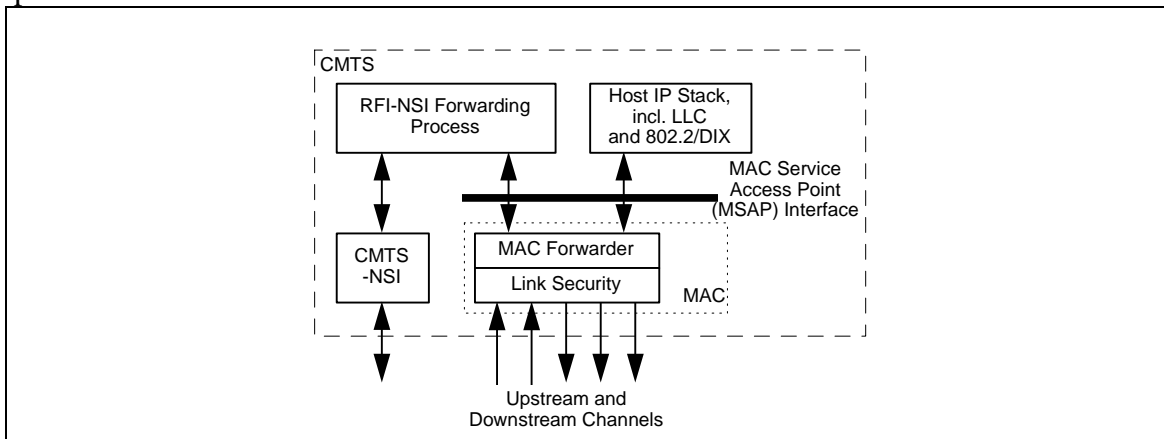 CMTS
RFI-NSI Forwarding
Process
Host IP Stack,
incl. LLC
and 802.2/DIX
MAC Service
Access Point
(MSAP) Interface
CMTS
-NSI
MAC Forwarder
Link Security
MAC
Upstream and
Downstream Channels